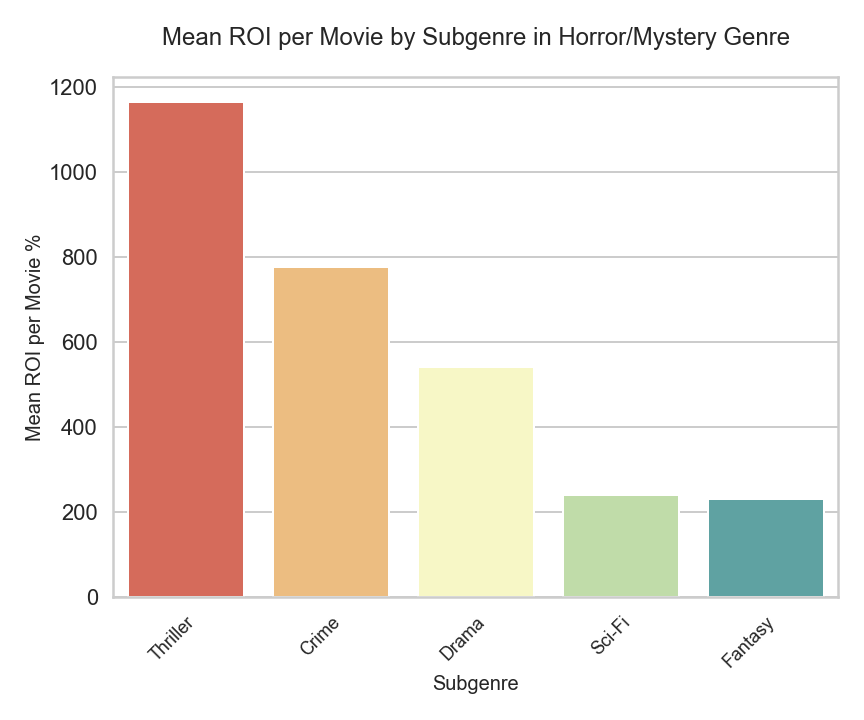 Mean ROI per Movie by Subgenre in Horror/Mystery Genre
Mean ROI per Movie %
1200
1000
800
600
400
200
0
Thriller
Crime
Drama
Sci-Fi
Fantasy
Subgenre